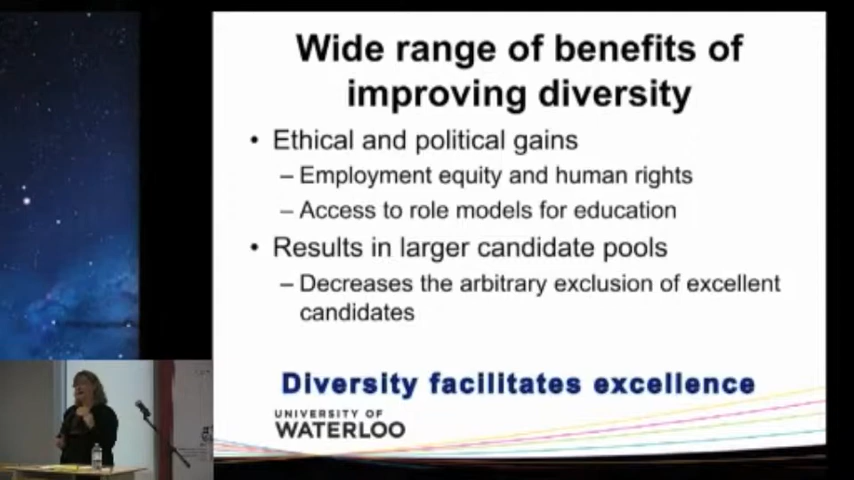 Wide range of benefits of
improving diversity
• Ethical and political gains
– Employment equity and human rights
– Access to role models for education
• Results in larger candidate pools
– Decreases the arbitrary exclusion of excellent
candidates
Diversity facilitates excellence
UNIVERSITY OF
WATERLOO